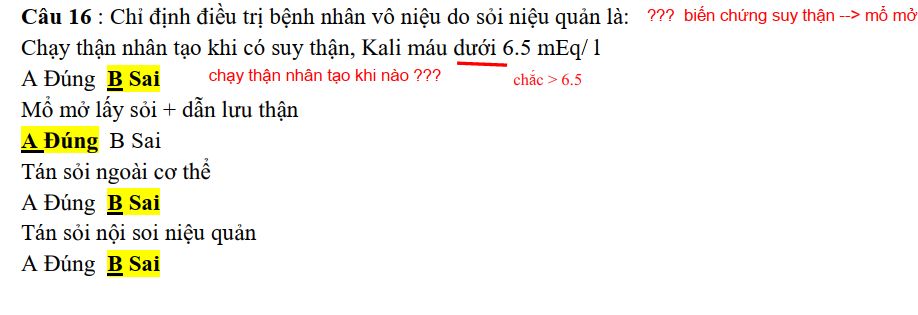 Câu 16 : Chỉ định điều trị bệnh nhân vô niệu do sỏi niệu quản là: ??? biến chứng suy thận --> mổ mở
Chạy thận nhân tạo khi có suy thận, Kali máu dưới 6.5 mEq/ l
A Đúng B Sai chạy thận nhân tạo khi nào ??? chắc > 6.5
Mổ mở lấy sỏi + dẫn lưu thận
A Đúng B Sai
Tán sỏi ngoài cơ thể
A Đúng B Sai
Tán sỏi nội soi niệu quản
A Đúng B Sai